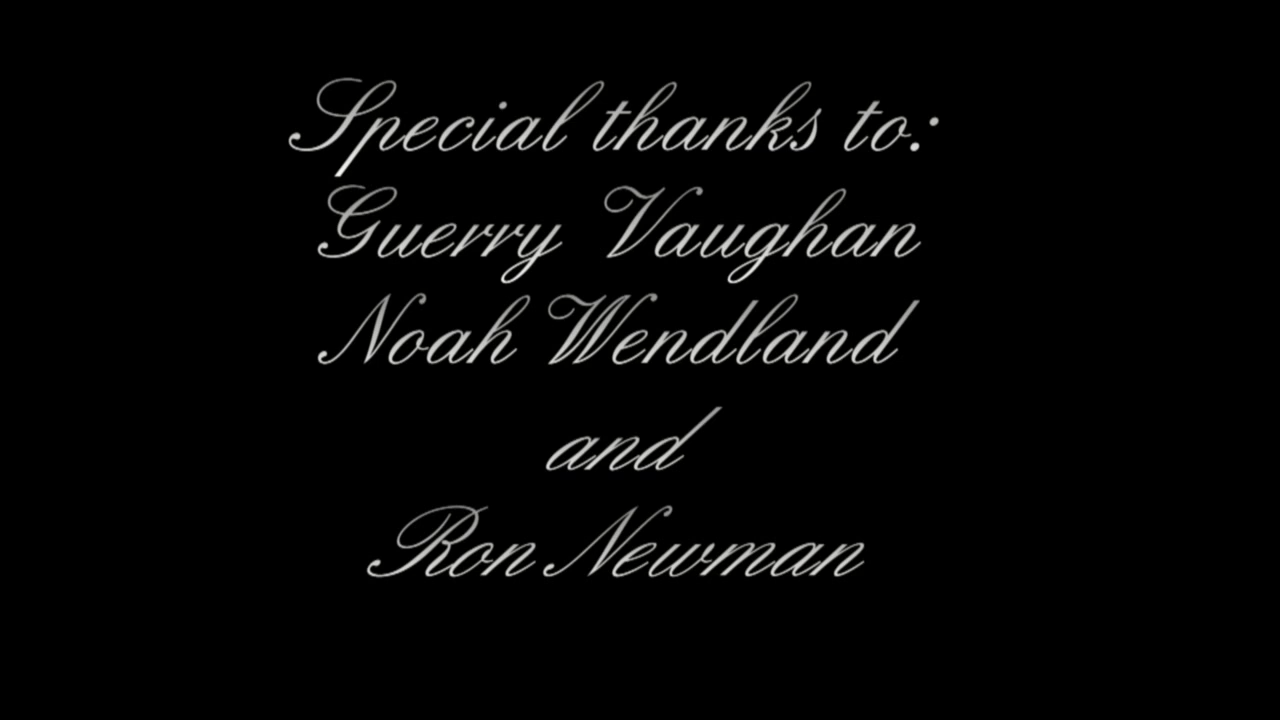 Special thanks to:
Guerry Vaughan
Noah Wendland
and
Ron Newman